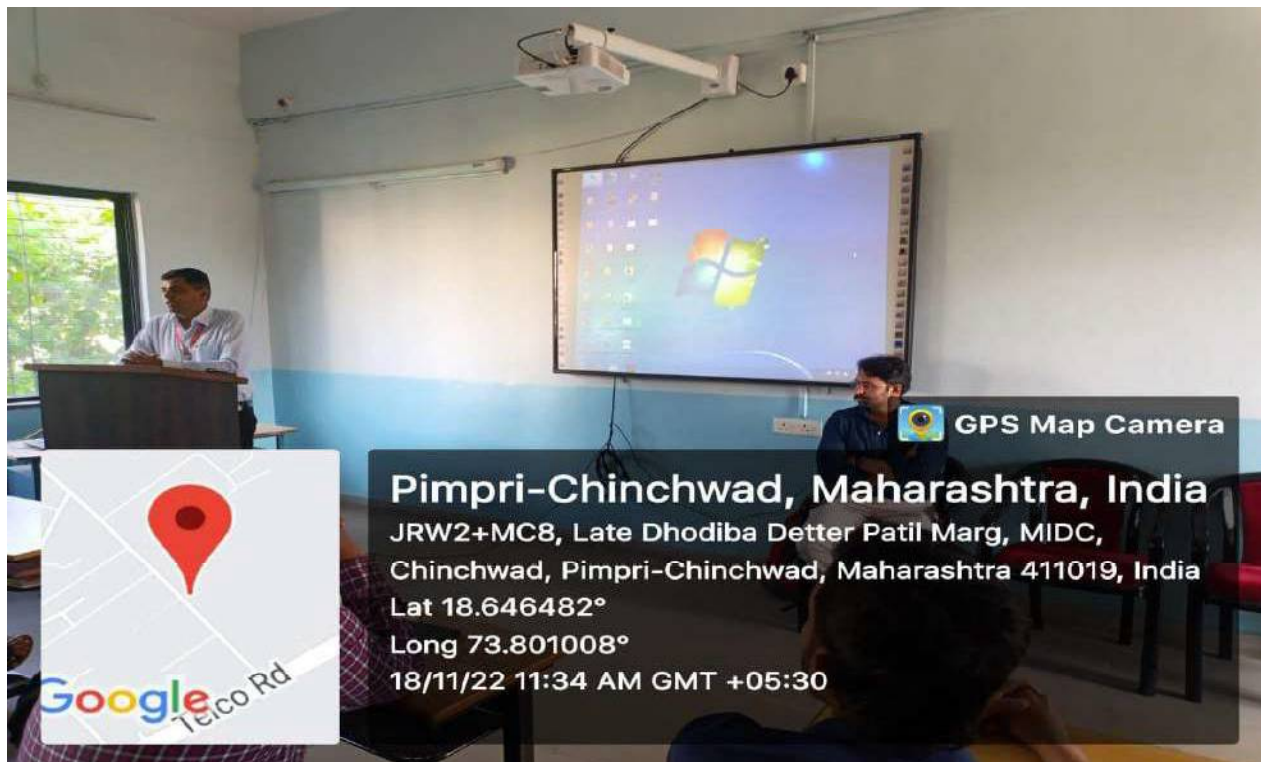 GPS Map Camera
Pimpri-Chinchwad, Maharashtra, India
JRW2+MC8, Late Dhodiba Detter Patil Marg, MIDC,
Chinchwad, Pimpri-Chinchwad, Maharashtra 411019, India
Lat 18.646482°
Long 73.801008°
18/11/22 11:34 AM GMT +05:30
Google
Telco Rd